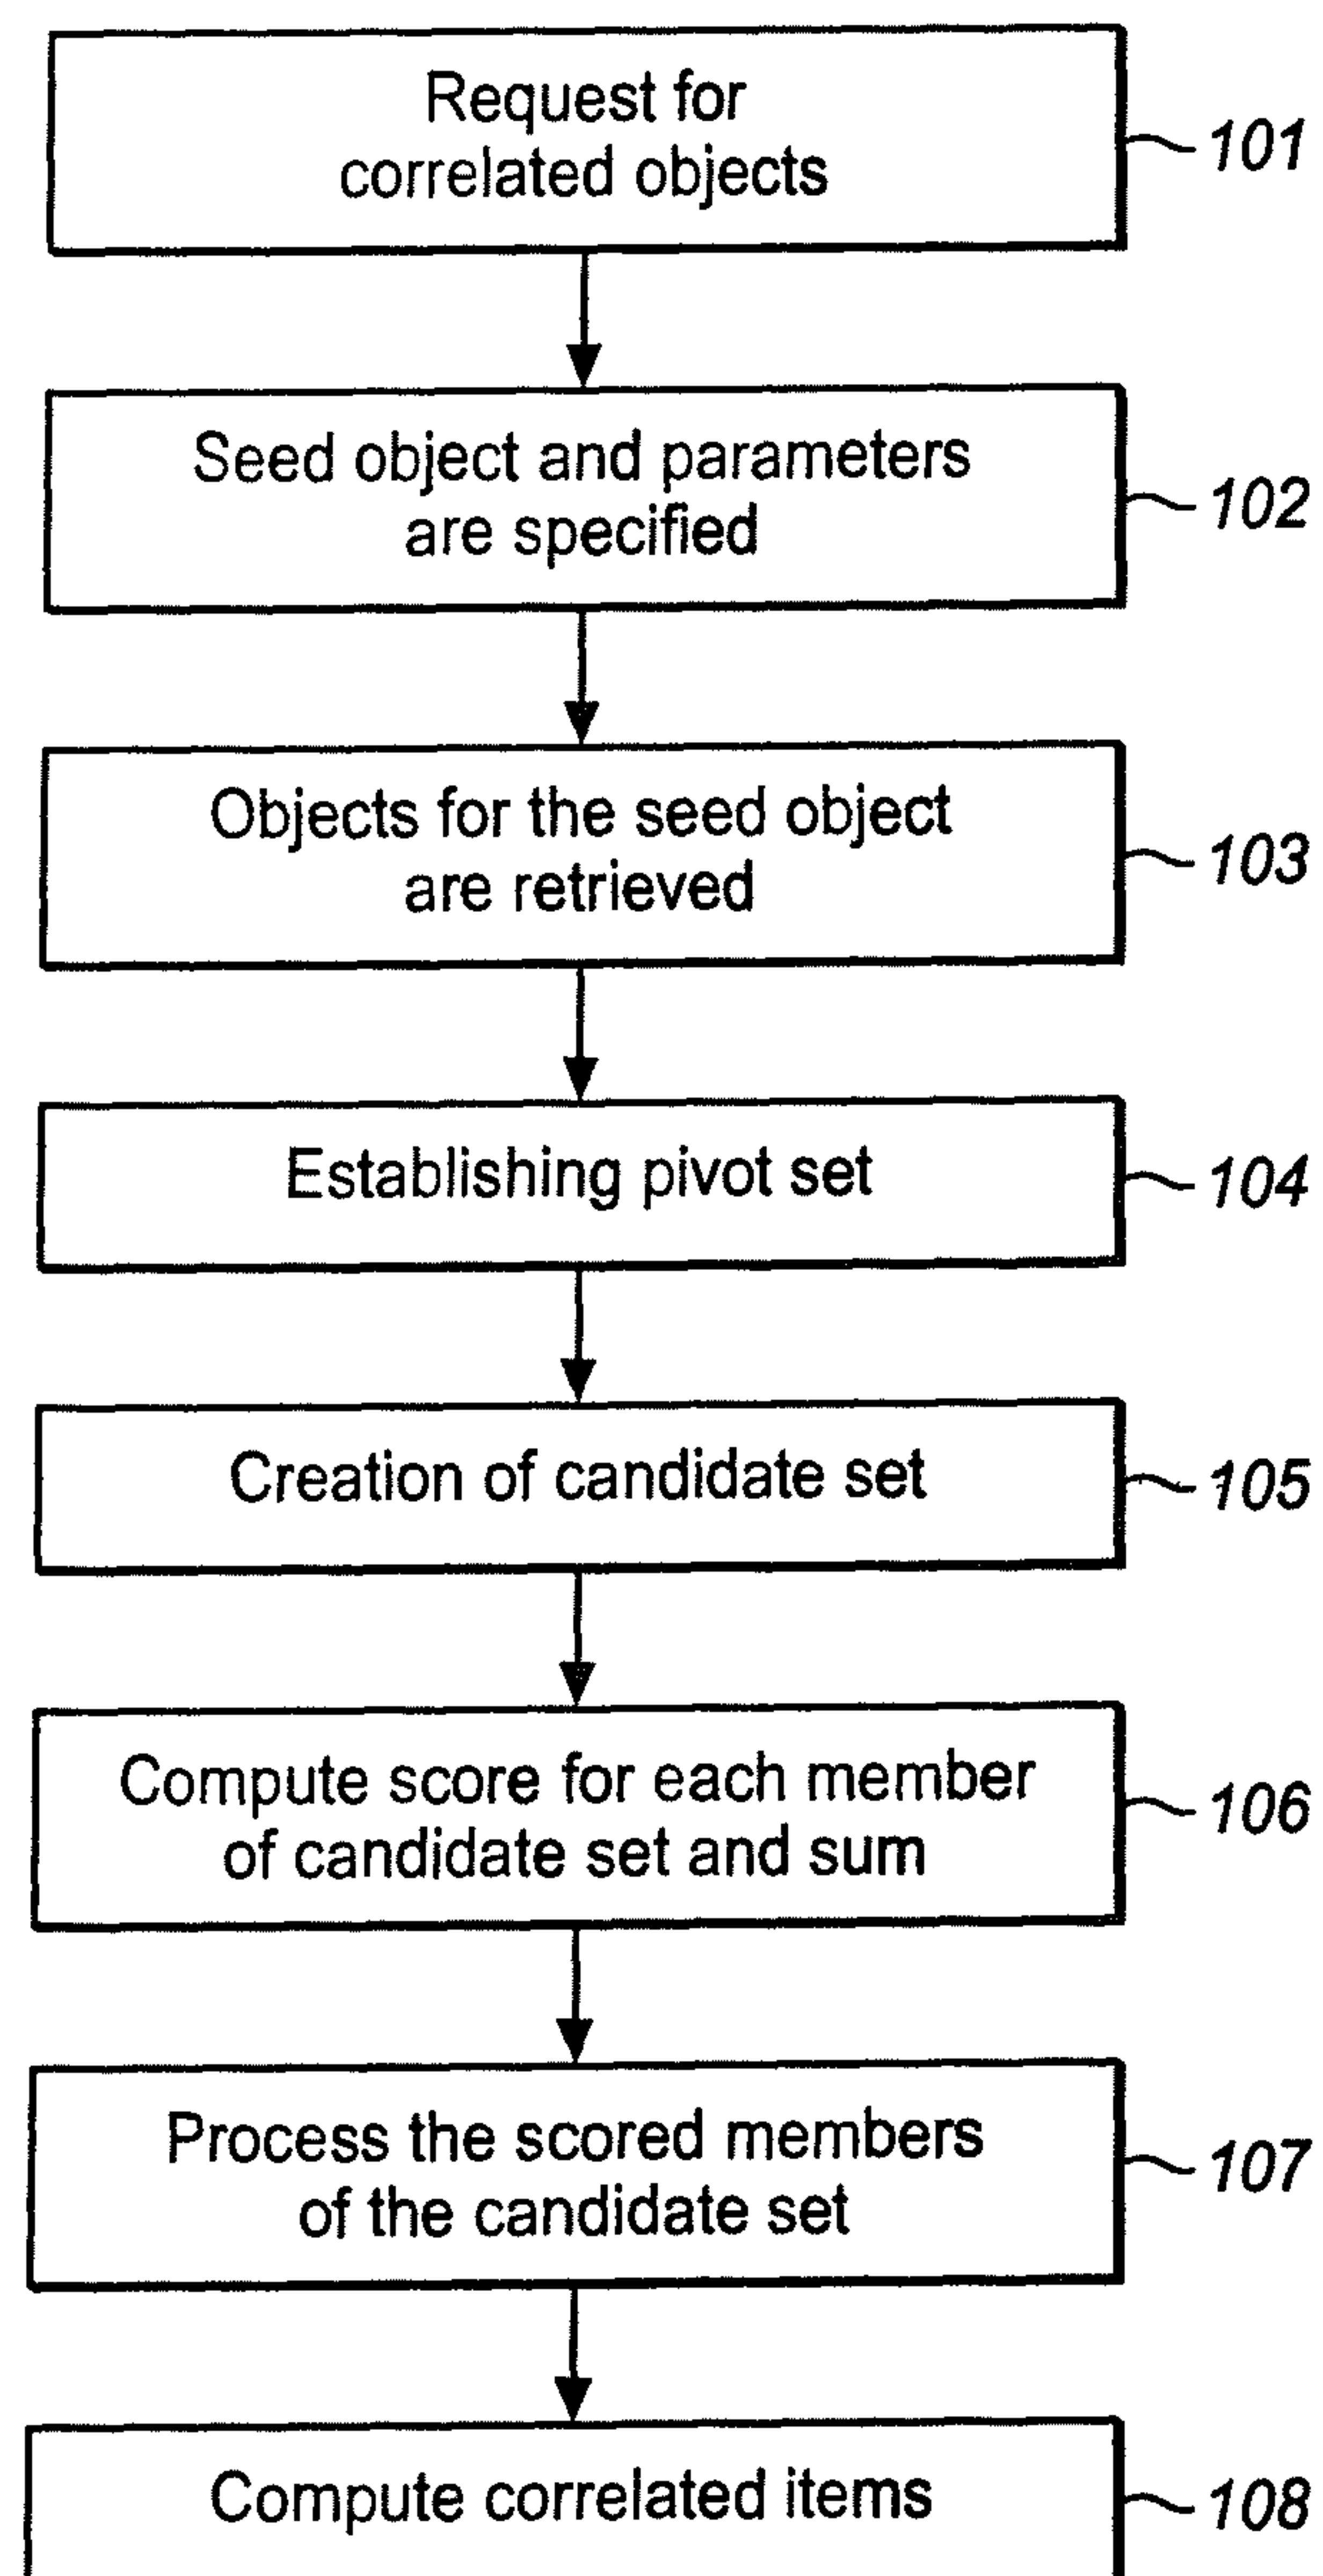 Request for
correlated objects
101
Seed object and parameters
are specified
102
Objects for the seed object
are retrieved
103
Establishing pivot set
104
Creation of candidate set
105
Compute score for each member
of candidate set and sum
106
Process the scored members
of the candidate set
107
Compute correlated items
108